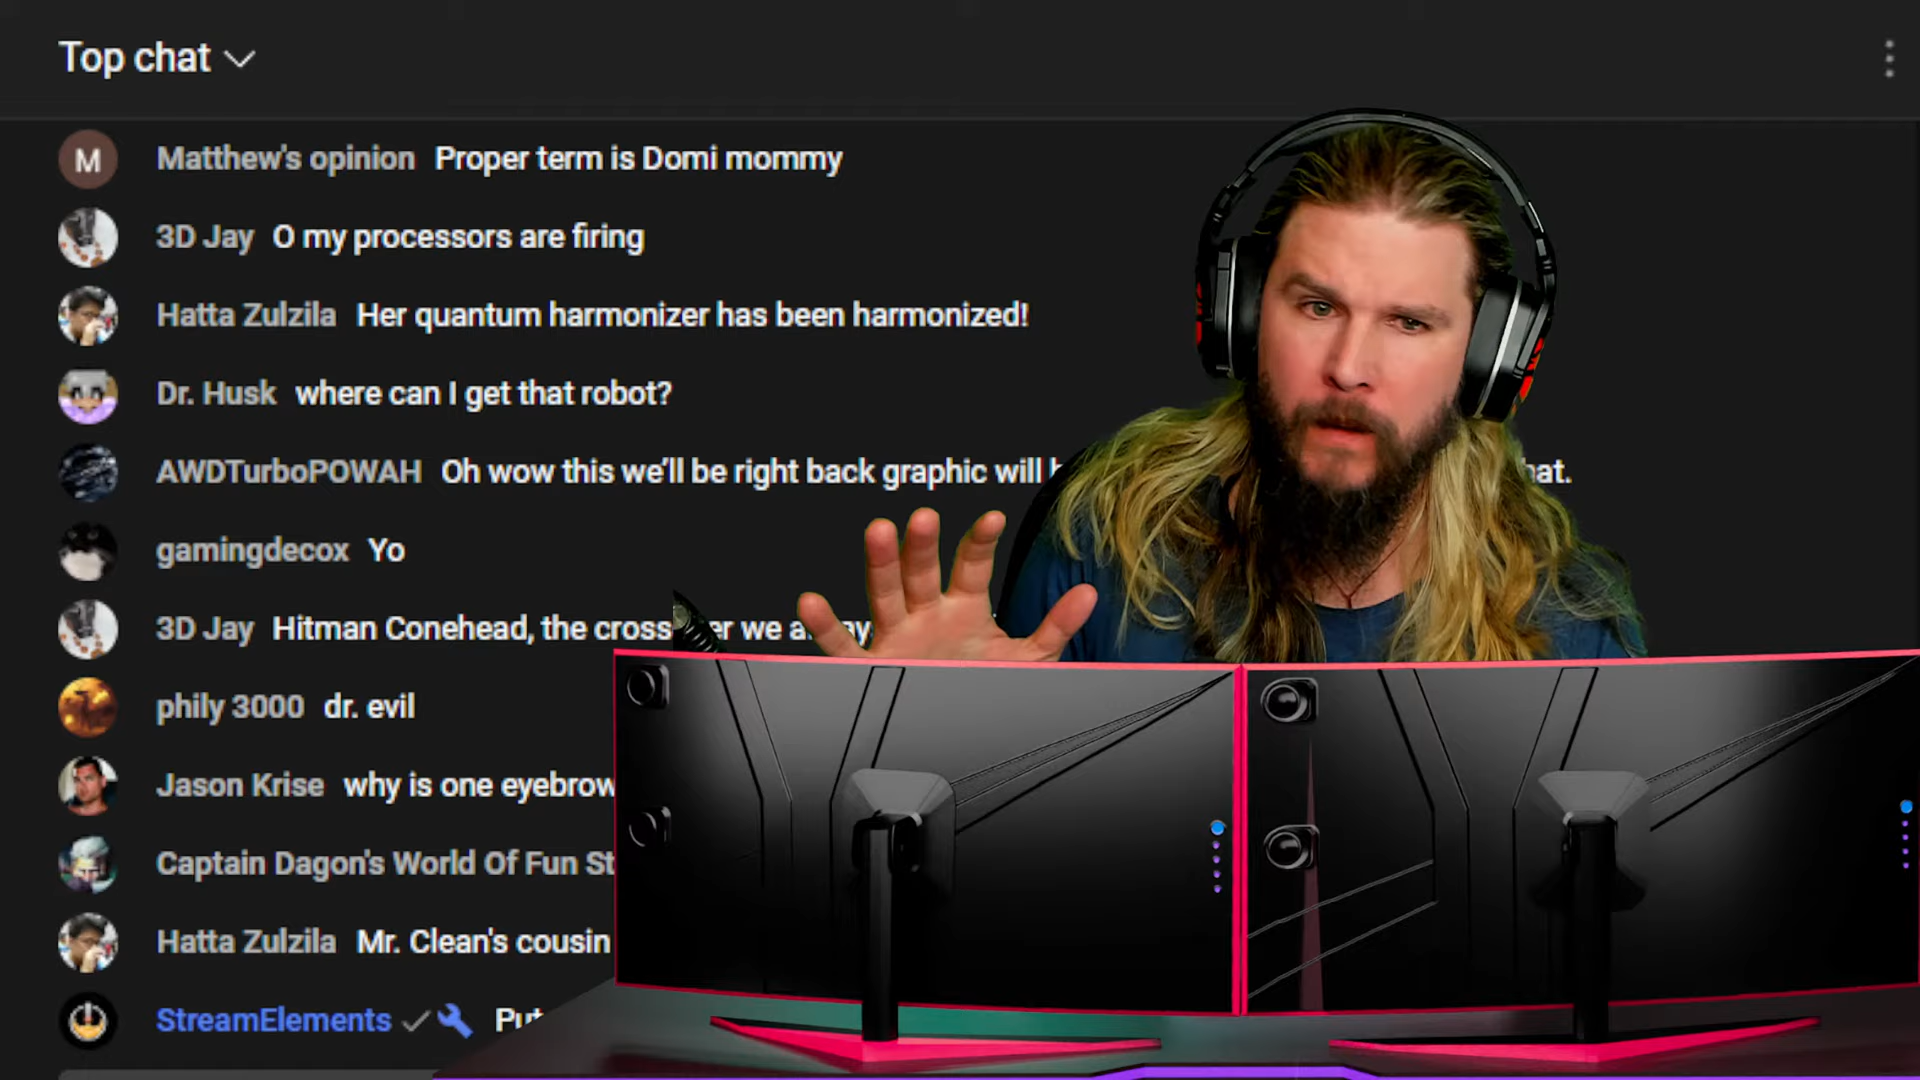 Top chat
M Matthew's opinion Proper term is Domi mommy
3D Jay O my processors are firing
Hatta Zulzila Her quantum harmonizer has been harmonized!
Dr. Husk where can I get that robot?
AWDTurboPOWAH Oh wow this we’ll be right back graphic will
gamingdecox Yo
3D Jay Hitman Conehead, the we
phily 3000 dr. evil
Jason Krise why is one eyebrow
Captain Dagon's World Of Fun
Hatta Zulzila Mr. Clean's cousin
StreamElements Put